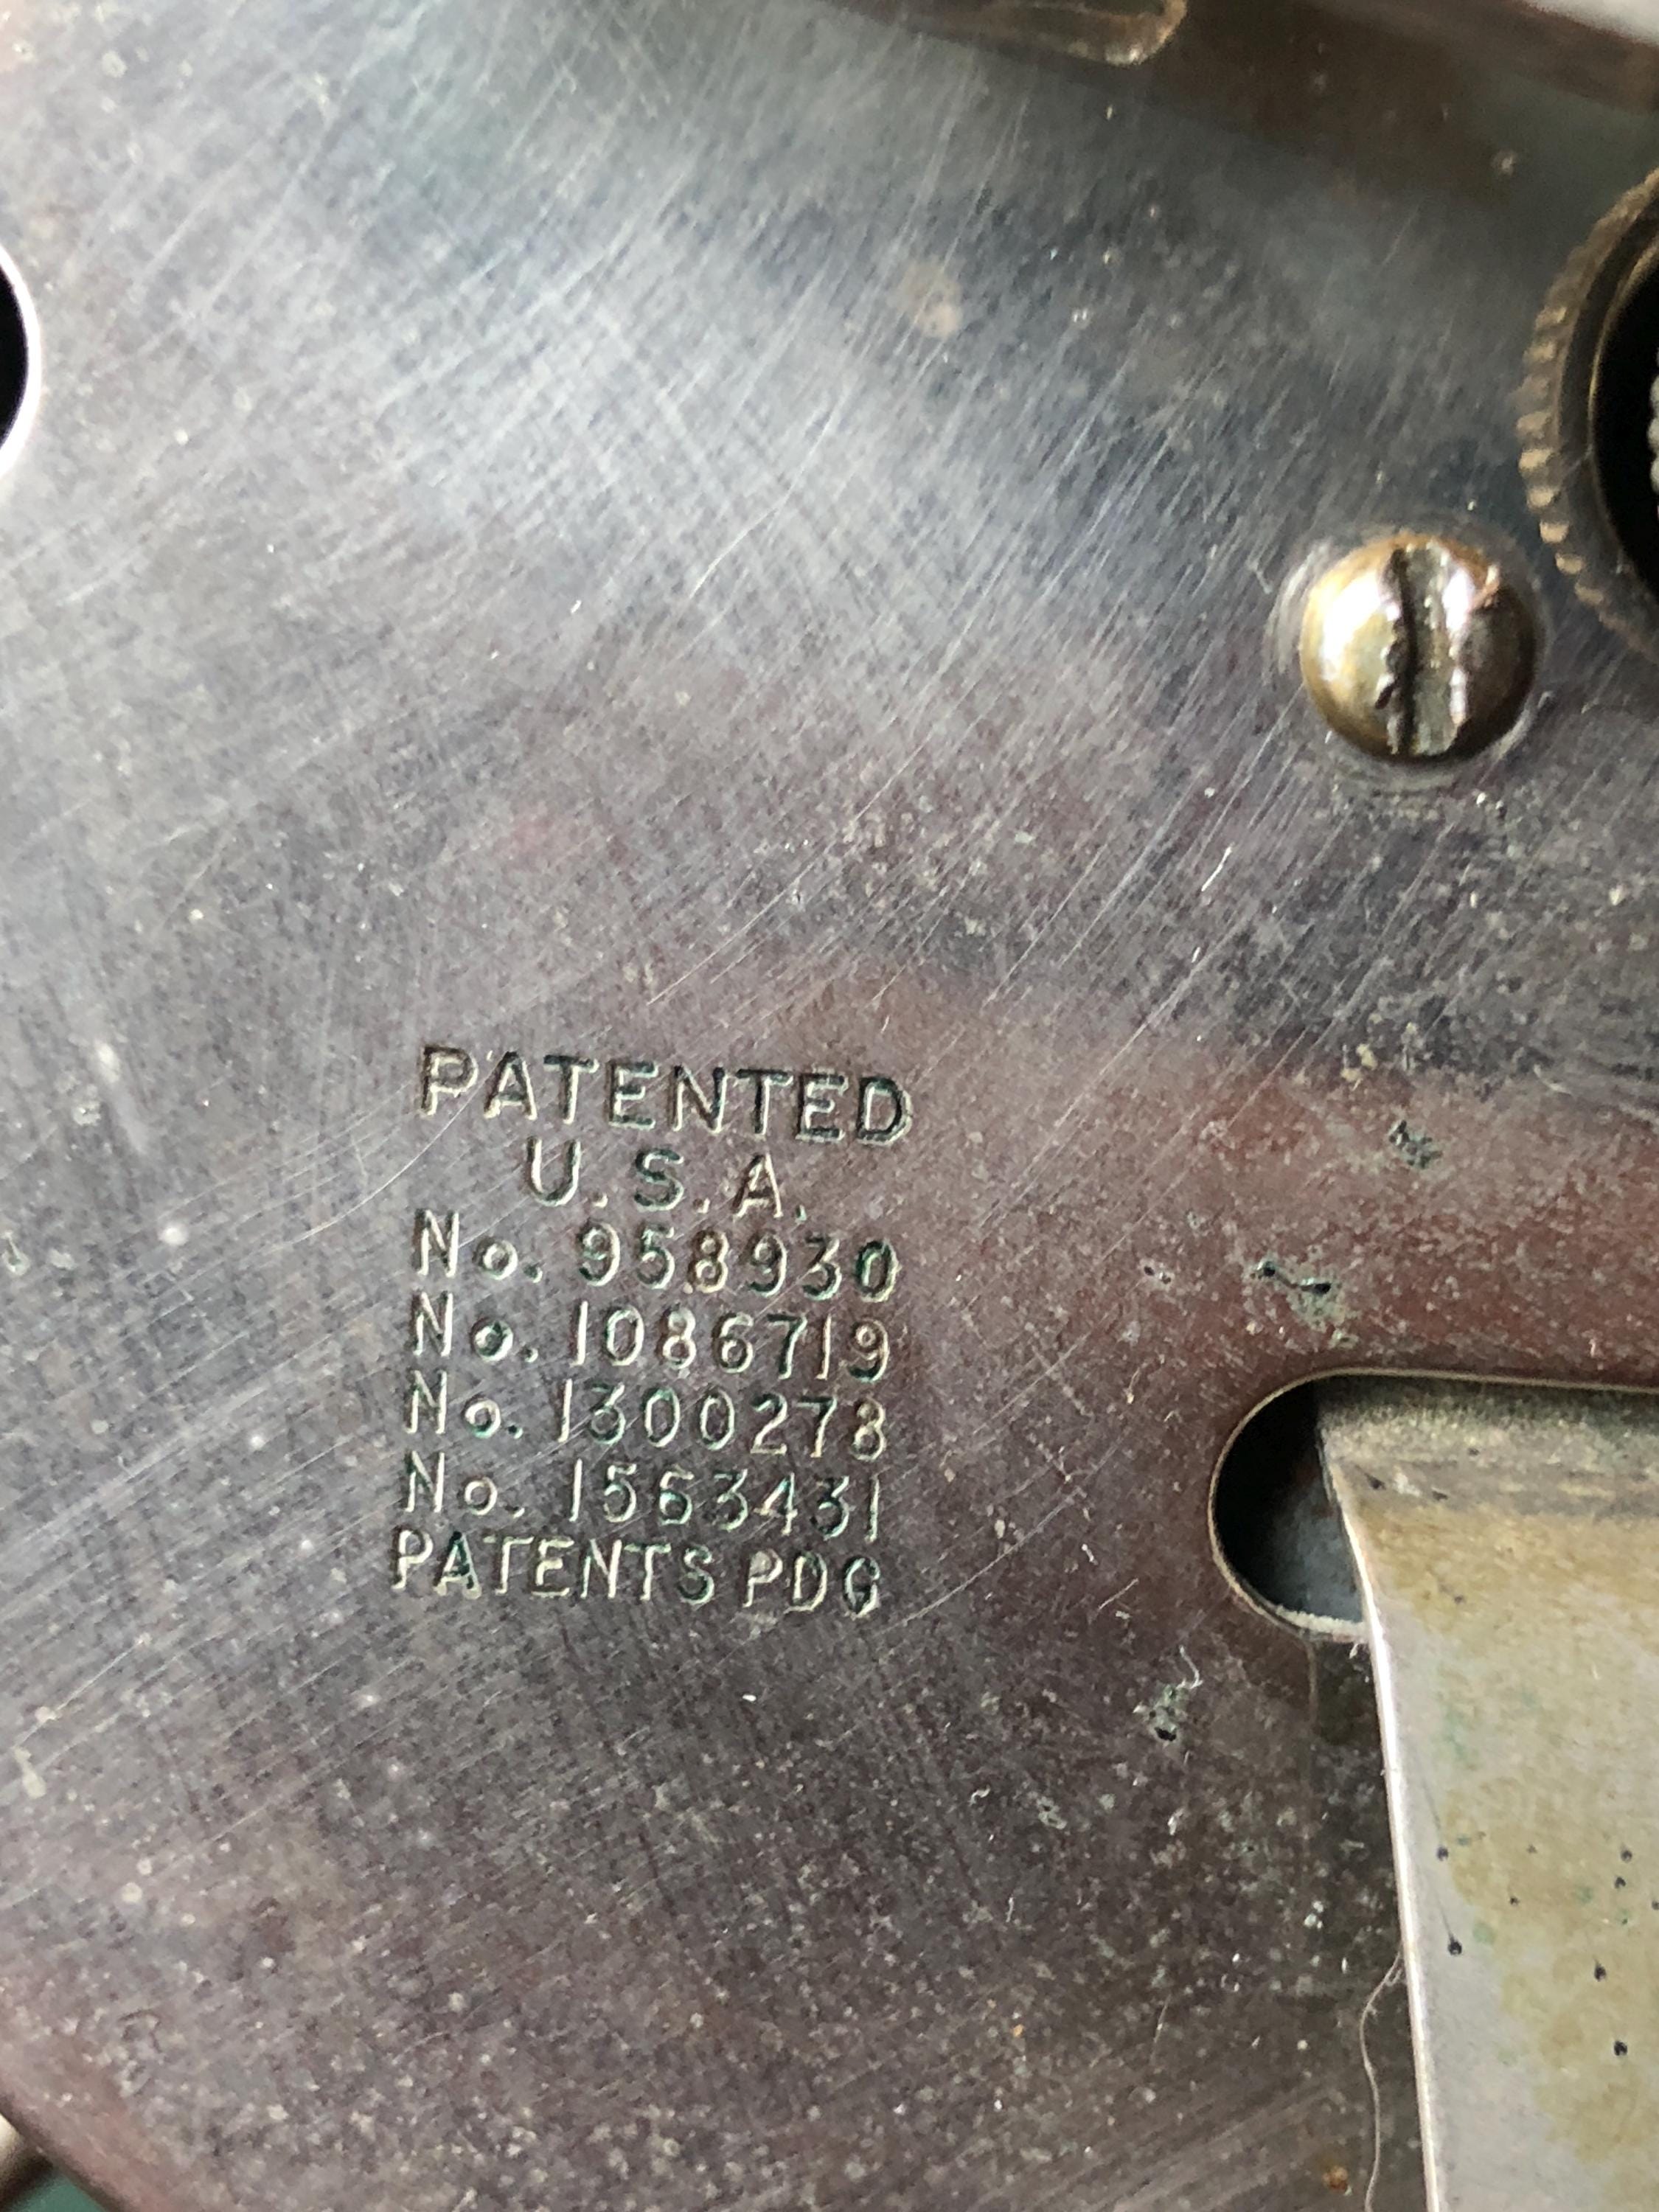 PATENTED
U.S.A.
No. 958930
No. 1086719
No. 1300278
No. 1563431
PATENTS PDG